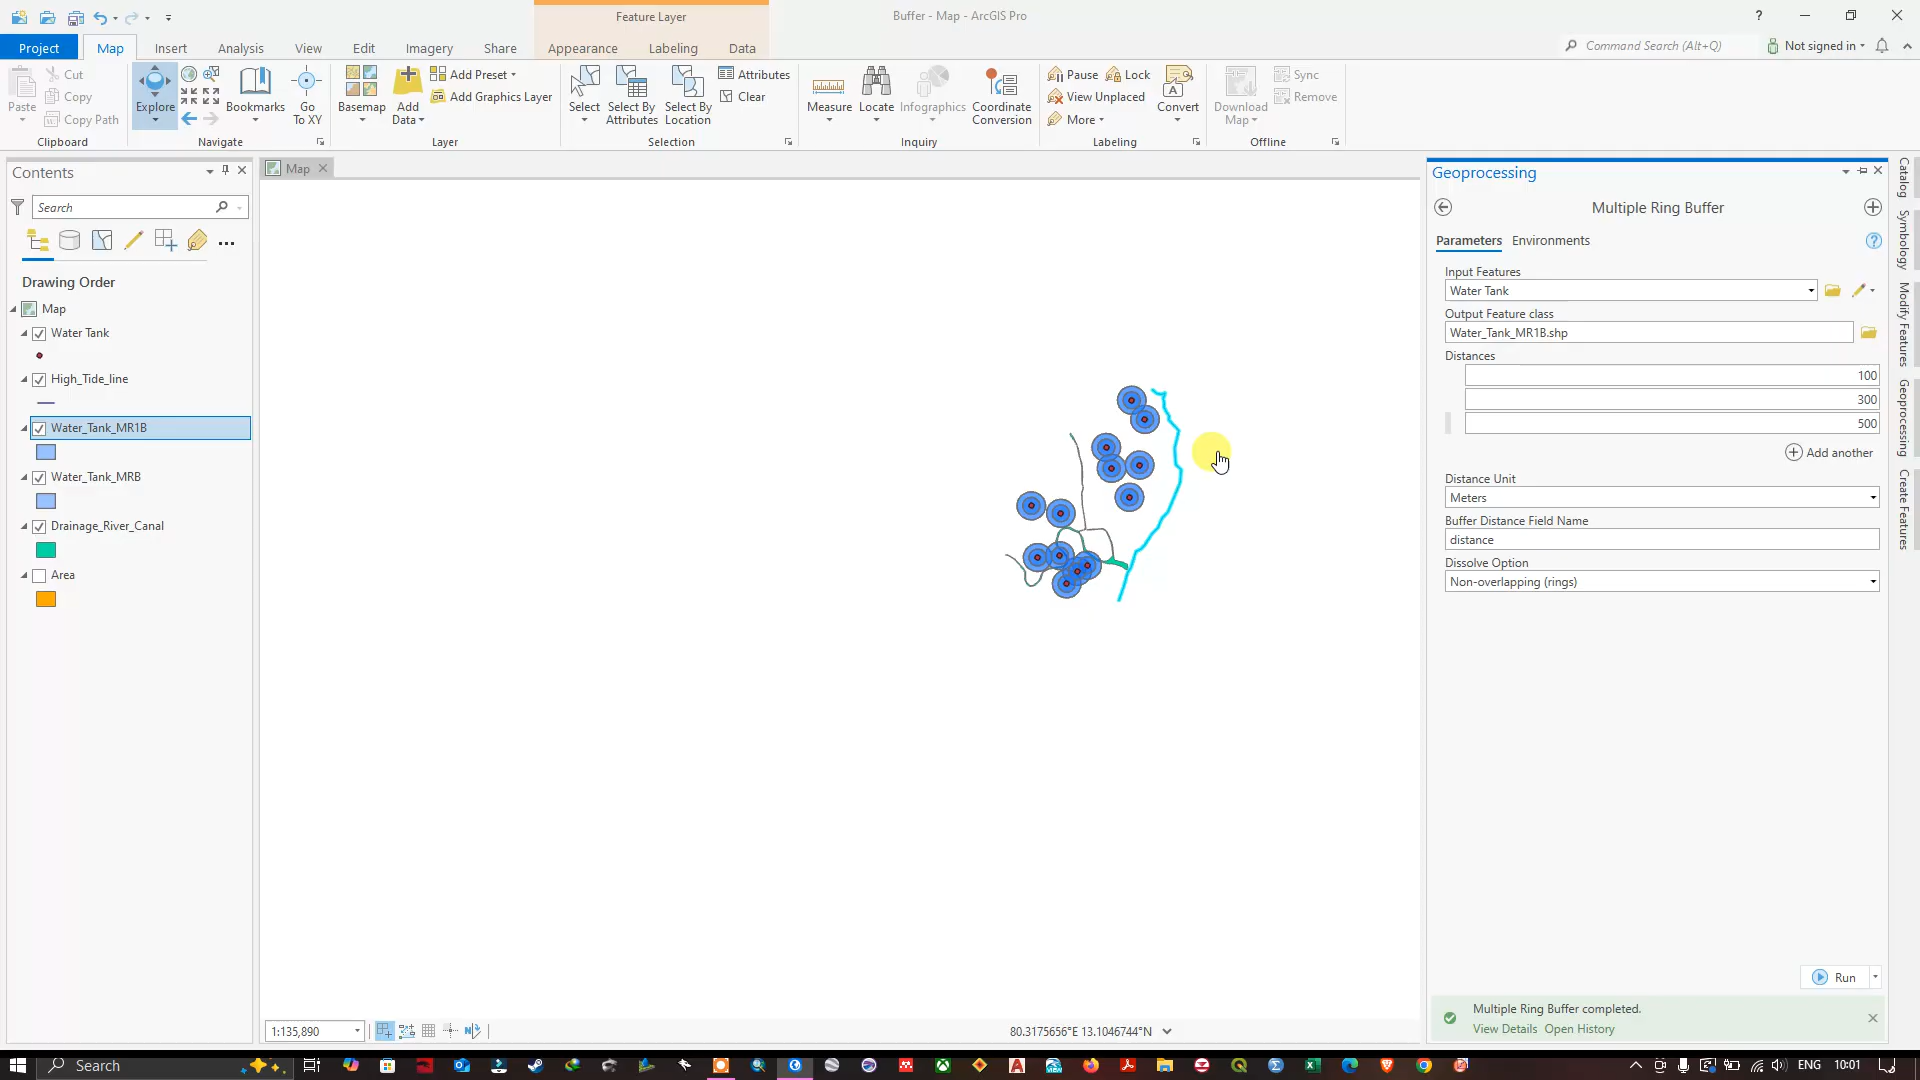 Feature Layer
Buffer - Map - ArcGIS Pro
?
Project
Map
Insert
Analysis
View
Edit
Imagery
Share
Appearance
Labeling
Data
Command Search (Alt+Q)
Not signed in
Paste
Cut
Copy
Copy Path
Clipboard
Explore
Bookmarks
Go
To XY
Navigate
Basemap
Add
Data
Add Preset
Add Graphics Layer
Layer
Select
Select By
Attributes
Select By
Location
Attributes
Clear
Selection
Measure
Locate
Infographics
Coordinate
Conversion
Inquiry
Pause
Lock
View Unplaced
More
Convert
Labeling
Download
Map
Sync
Remove
Offline
Contents
Search
Drawing Order
Map
Water Tank
High_Tide_line
Water_Tank_MR1B
Water_Tank_MRB
Drainage_River_Canal
Area
Map
1:135,890
80.3175656°E 13.1046744°N
Geoprocessing
Multiple Ring Buffer
Parameters
Environments
?
Input Features
Water Tank
Output Feature class
Water_Tank_MR1B.shp
Distances
100
300
500
Add another
Distance Unit
Meters
Buffer Distance Field Name
distance
Dissolve Option
Non-overlapping (rings)
Run
Multiple Ring Buffer completed.
View Details Open History
Catalog
Symbology
Modify Features
Geoprocessing
Create Features
Search
ENG
10:01